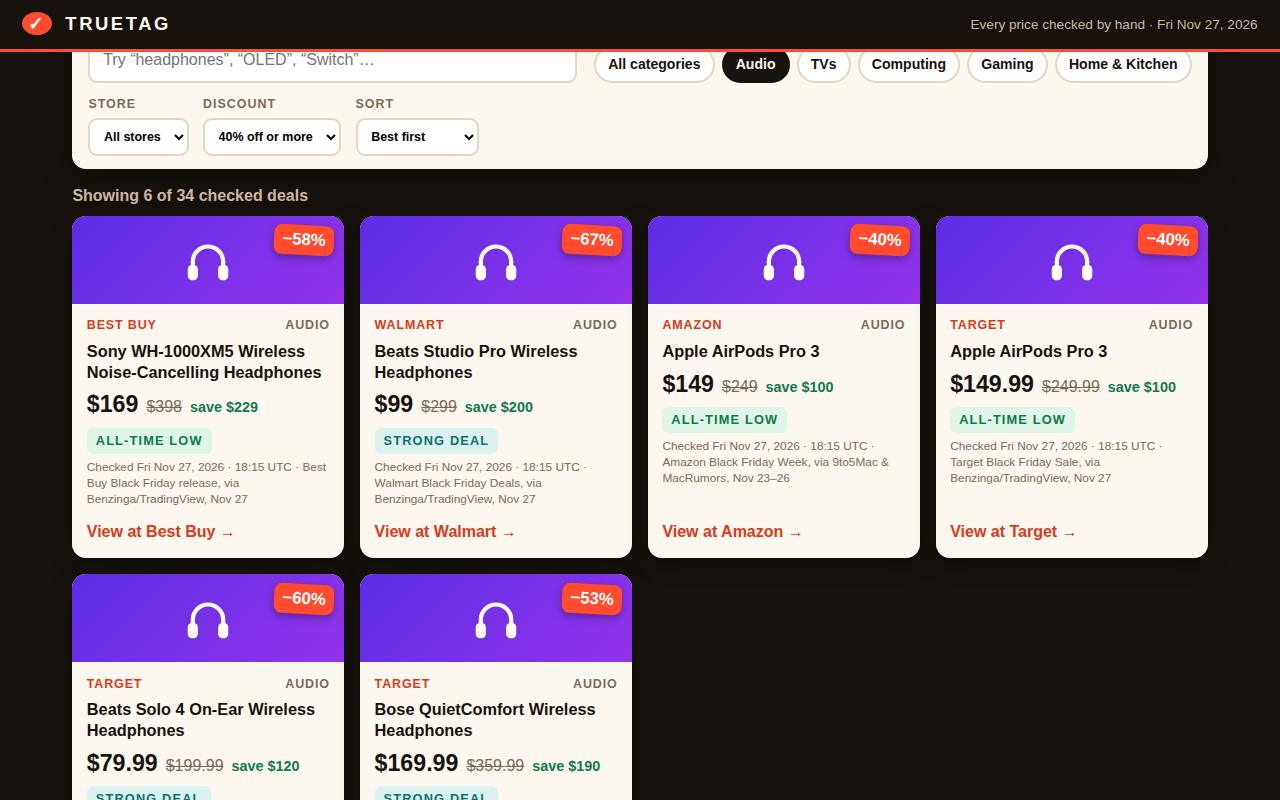 ✓ TRUETAG
Every price checked by hand · Fri Nov 27, 2026
Try “headphones”, “OLED”, “Switch”…
All categories Audio TVs Computing Gaming Home & Kitchen
STORE DISCOUNT SORT
All stores 40% off or more Best first
Showing 6 of 34 checked deals
−58%
BEST BUY AUDIO
Sony WH-1000XM5 Wireless
Noise-Cancelling Headphones
$169 $398 save $229
ALL-TIME LOW
Checked Fri Nov 27, 2026 · 18:15 UTC · Best
Buy Black Friday release, via
Benzinga/TradingView, Nov 27
View at Best Buy →
−67%
WALMART AUDIO
Beats Studio Pro Wireless
Headphones
$99 $299 save $200
STRONG DEAL
Checked Fri Nov 27, 2026 · 18:15 UTC ·
Walmart Black Friday Deals, via
Benzinga/TradingView, Nov 27
View at Walmart →
−40%
AMAZON AUDIO
Apple AirPods Pro 3
$149 $249 save $100
ALL-TIME LOW
Checked Fri Nov 27, 2026 · 18:15 UTC ·
Amazon Black Friday Week, via 9to5Mac &
MacRumors, Nov 23–26
View at Amazon →
−40%
TARGET AUDIO
Apple AirPods Pro 3
$149.99 $249.99 save $100
ALL-TIME LOW
Checked Fri Nov 27, 2026 · 18:15 UTC ·
Target Black Friday Sale, via
Benzinga/TradingView, Nov 27
View at Target →
−60%
TARGET AUDIO
Beats Solo 4 On-Ear Wireless
Headphones
$79.99 $199.99 save $120
STRONG DEAL
−53%
TARGET AUDIO
Bose QuietComfort Wireless
Headphones
$169.99 $359.99 save $190
STRONG DEAL